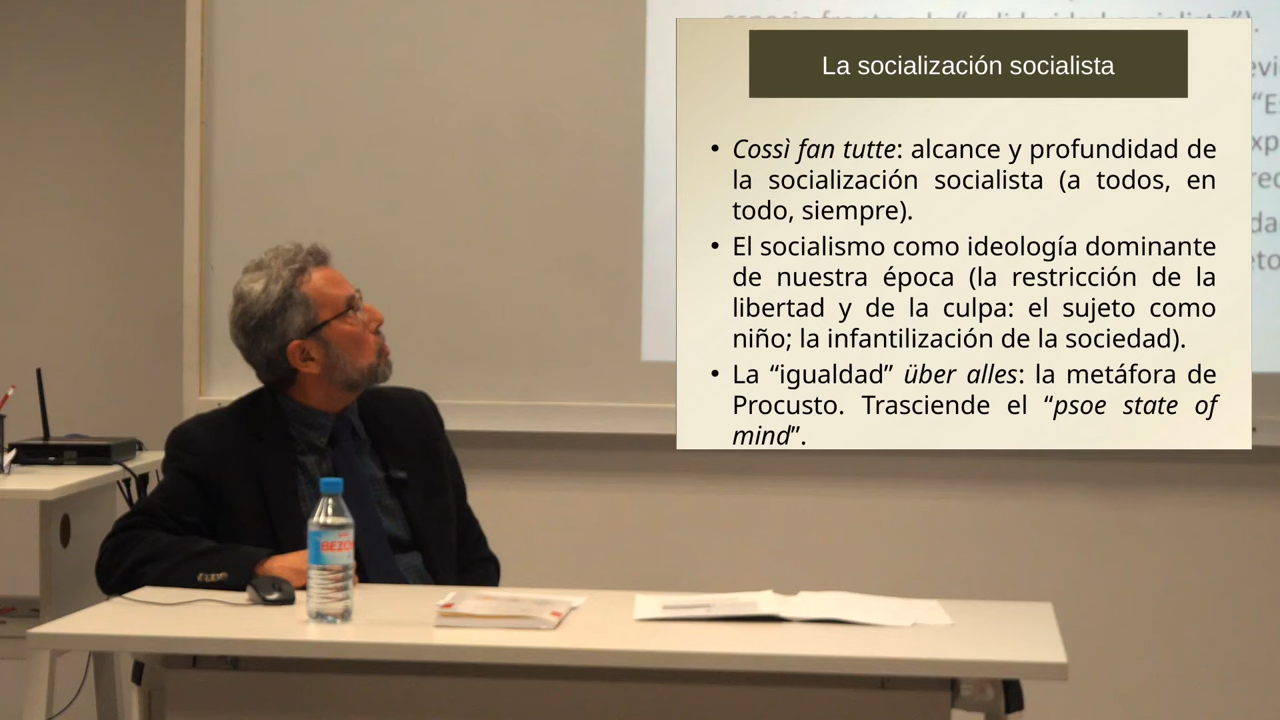 La socialización socialista
• Cossì fan tutte: alcance y profundidad de
la socialización socialista (a todos, en
todo, siempre).
• El socialismo como ideología dominante
de nuestra época (la restricción de la
libertad y de la culpa: el sujeto como
niño; la infantilización de la sociedad).
• La “igualdad” über alles: la metáfora de
Procusto. Trasciende el “psoe state of
mind”.